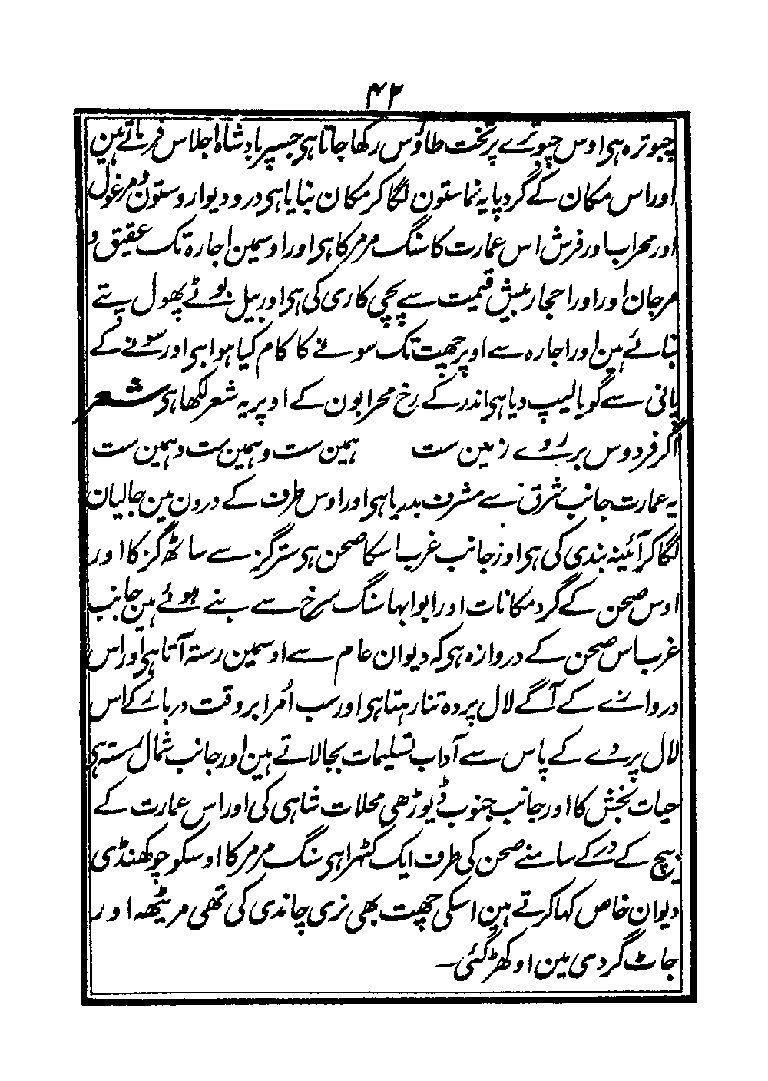 ۴۲
چبوترہ ہی اوس چبوترے پر تخت طاؤس رکھا جاتا ہی جسپر بادشاہ اجلاس فرماتے ہین
اور اس مکان کے گرد پایہ نما ستون لگا کر مکان بنایا ہی در و دیوار و ستون و مرغول
اور محراب اور فرش اس عمارت کا سنگ مرمر کا ہی اور اوسمین اجارہ تک عقیق و
مرجان اور اور احجار بیش قیمت سے پچی کاری کی ہی اور بیل بوٹے پھول پتے
بنائے ہین اور اجارہ سے اوپر چھت تک سونے کا کام کیا ہوا ہی اور سونے کے
پانی سے گویا لیپ دیا ہی اندر کے رخ محرابون کے اوپر یہ شعر لکھا ہی شعر
اگر فردوس بر روے زمین ست ہمین ست و ہمین ست و ہمین ست
یہ عمارت جانب شرق سے مشرف بدریا ہی اور اوس طرف کے درون مین جالیان
لگا کر آئینہ بندی کی ہی اور جانب غرب اسکا صحن ہی ستر گز سے ساٹھ گز کا اور
اوس صحن کے گرد مکانات اور ابوابہا سنگ سرخ سے بنے ہوئے ہین جانب
غرب اس صحن کے دروازہ ہی کہ دیوان عام سے اوسمین رستہ آتا ہی اور اس
دروازے کے آگے لال پردہ تنا رہتا ہی اور سب اُمرا بر وقت دربار کے اس
لال پردے کے پاس سے آداب تسلیمات بجا لاتے ہین اور جانب شمال رستہ ہی
حیات بخش کا اور جانب جنوب ڈیوڑھی محلات شاہی کی اور اس عمارت کے
بیچ کے در کے سامنے صحن کی طرف ایک کٹہرا ہی سنگ مرمر کا اوسکو چوکھنڈی
دیوان خاص کہا کرتے ہین اسکی چھت بھی نری چاندی کی تھی مریٹھہ اور
جاٹ گردی مین اوکھڑ گئی۔